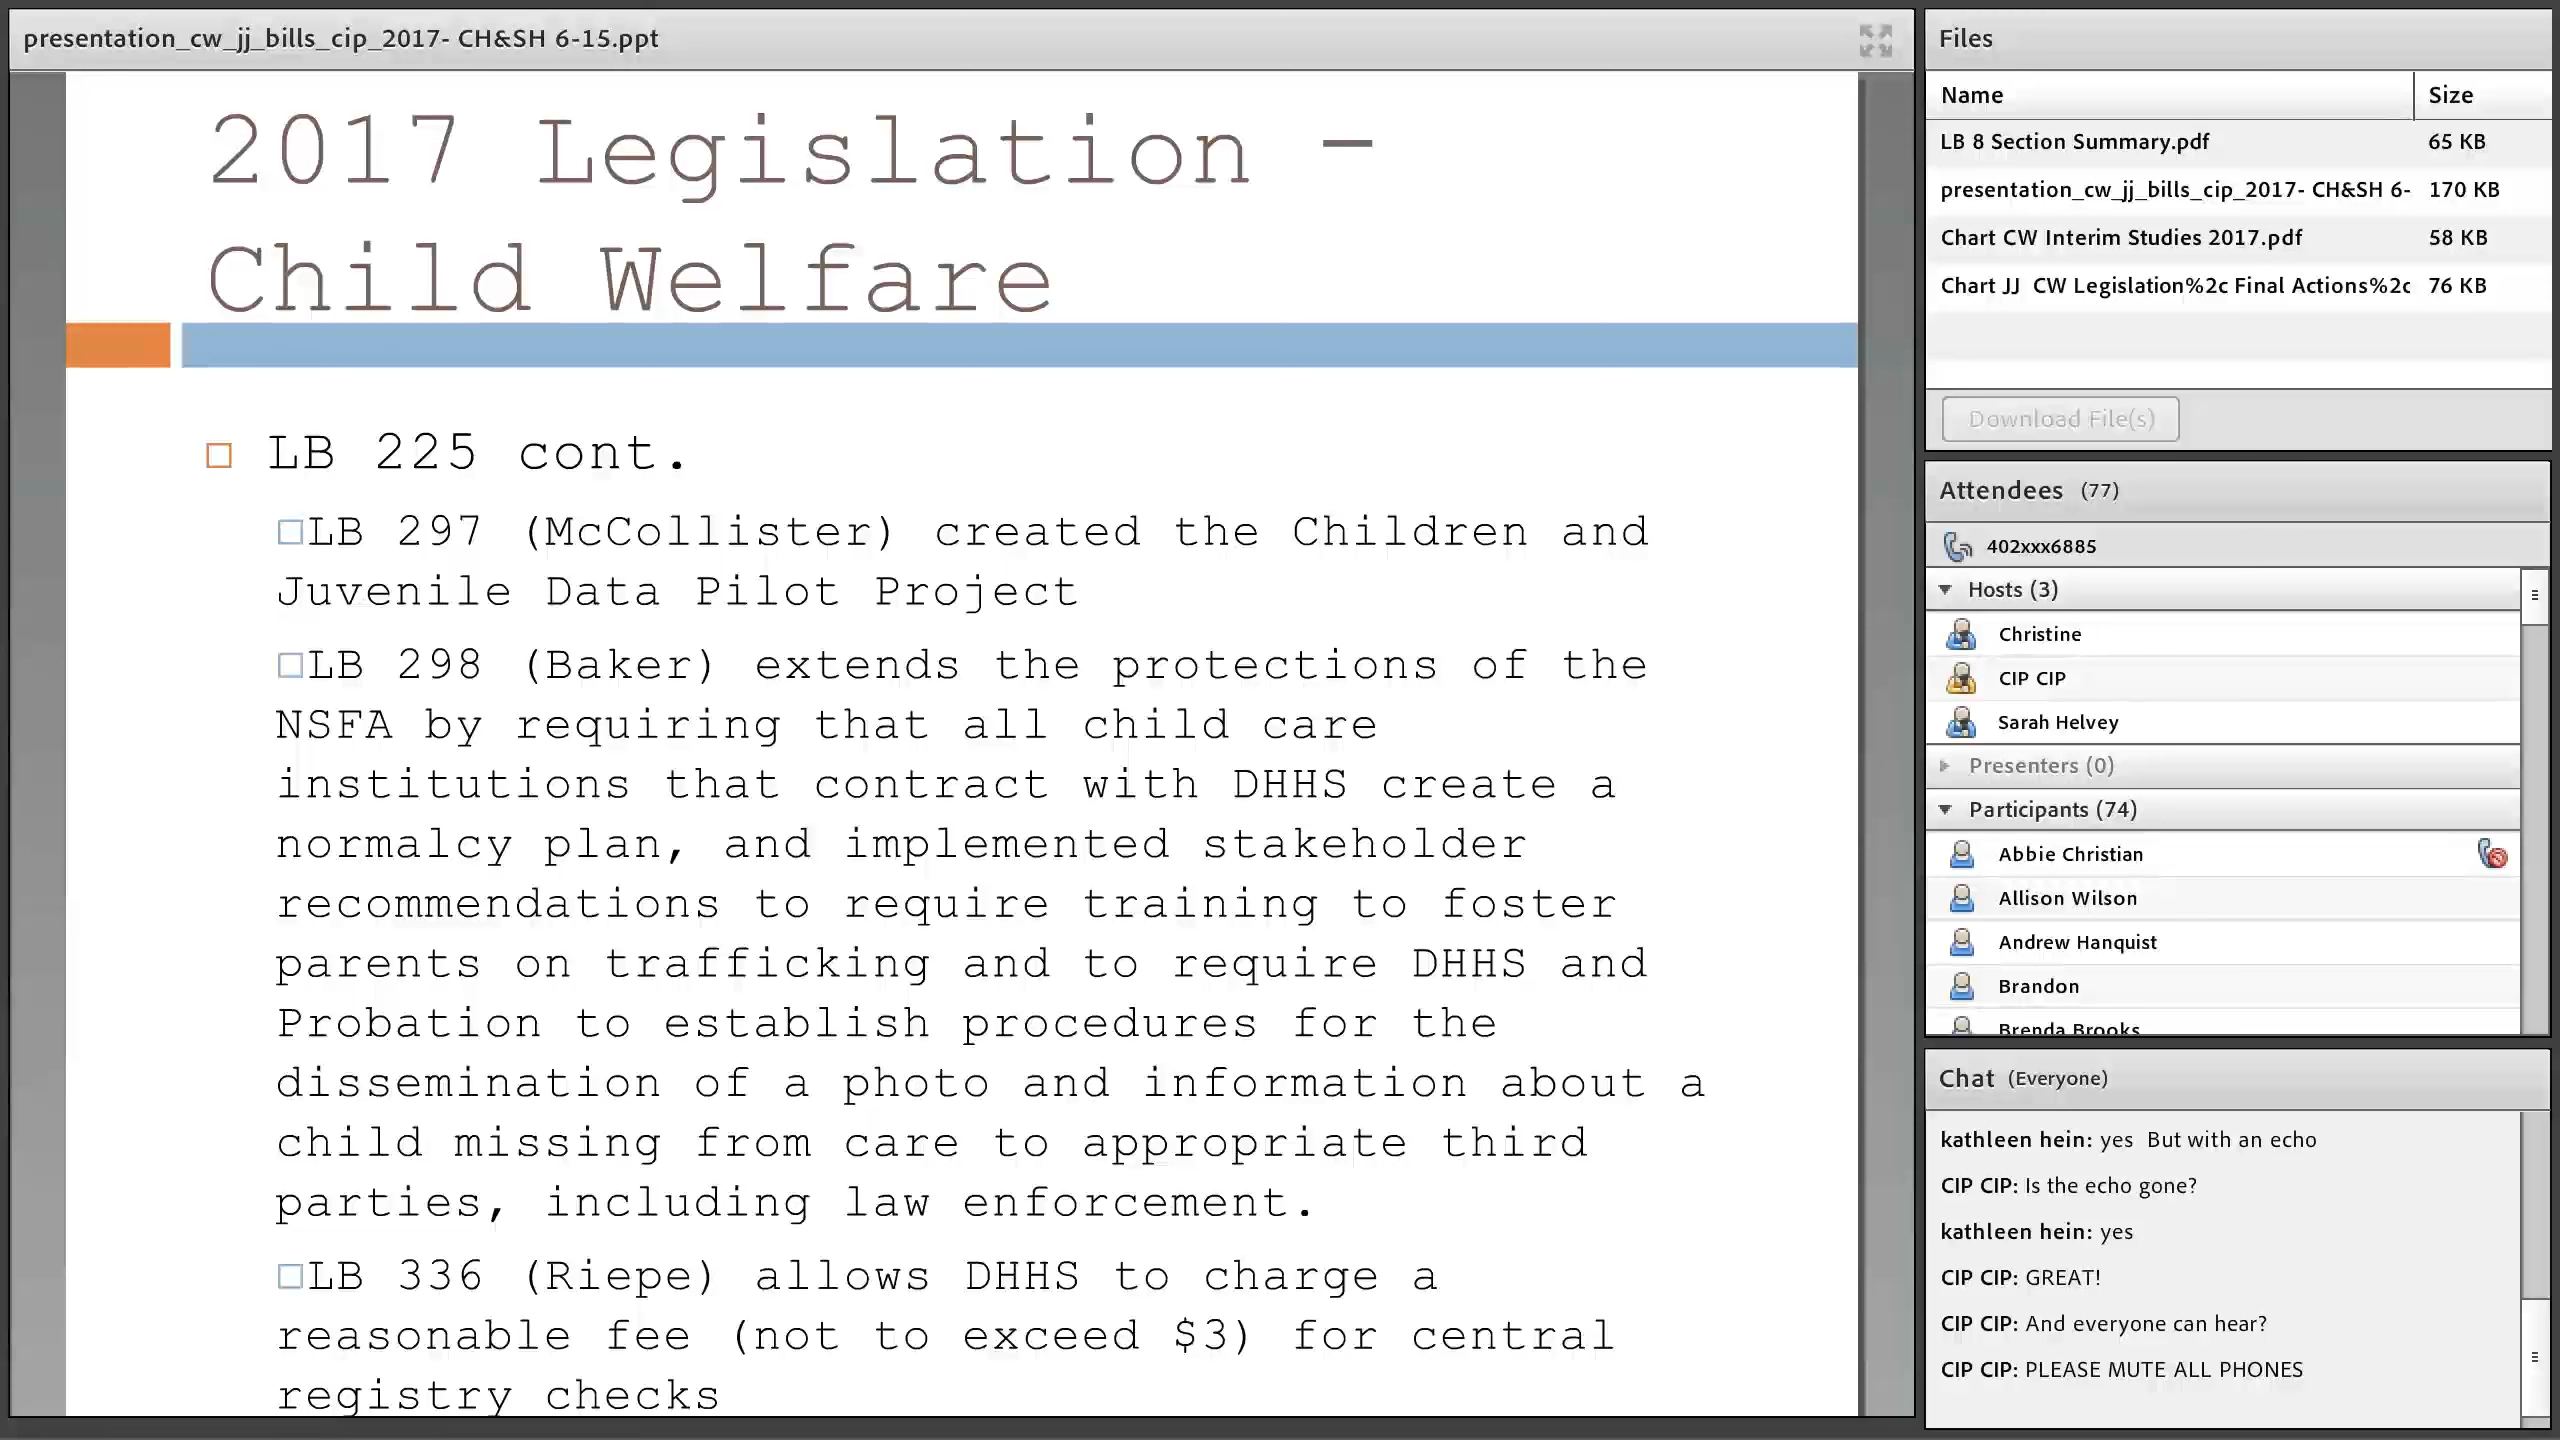 presentation_cw_jj_bills_cip_2017- CH&SH 6-15.ppt
2017 Legislation –
Child Welfare
LB 225 cont.
LB 297 (McCollister) created the Children and
Juvenile Data Pilot Project
LB 298 (Baker) extends the protections of the
NSFA by requiring that all child care
institutions that contract with DHHS create a
normalcy plan, and implemented stakeholder
recommendations to require training to foster
parents on trafficking and to require DHHS and
Probation to establish procedures for the
dissemination of a photo and information about a
child missing from care to appropriate third
parties, including law enforcement.
LB 336 (Riepe) allows DHHS to charge a
reasonable fee (not to exceed $3) for central
registry checks
Files
Name Size
LB 8 Section Summary.pdf 65 KB
presentation_cw_jj_bills_cip_2017- CH&SH 6- 170 KB
Chart CW Interim Studies 2017.pdf 58 KB
Chart JJ  CW Legislation%2c Final Actions%2c 76 KB
Download File(s)
Attendees (77)
402xxx6885
Hosts (3)
Christine
CIP CIP
Sarah Helvey
Presenters (0)
Participants (74)
Abbie Christian
Allison Wilson
Andrew Hanquist
Brandon
Brenda Brooks
Chat (Everyone)
kathleen hein: yes  But with an echo
CIP CIP: Is the echo gone?
kathleen hein: yes
CIP CIP: GREAT!
CIP CIP: And everyone can hear?
CIP CIP: PLEASE MUTE ALL PHONES